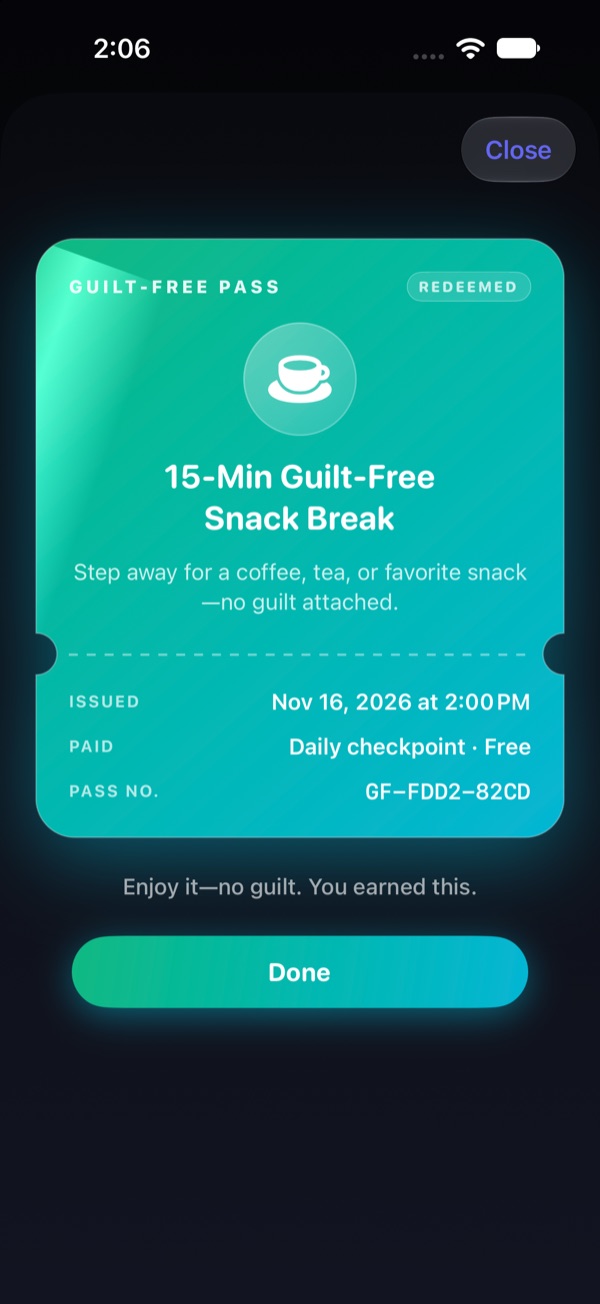 2:06
Close
GUILT-FREE PASS
REDEEMED
15-Min Guilt-Free
Snack Break
Step away for a coffee, tea, or favorite snack
—no guilt attached.
ISSUED
Nov 16, 2026 at 2:00 PM
PAID
Daily checkpoint · Free
PASS NO.
GF–FDD2–82CD
Enjoy it—no guilt. You earned this.
Done